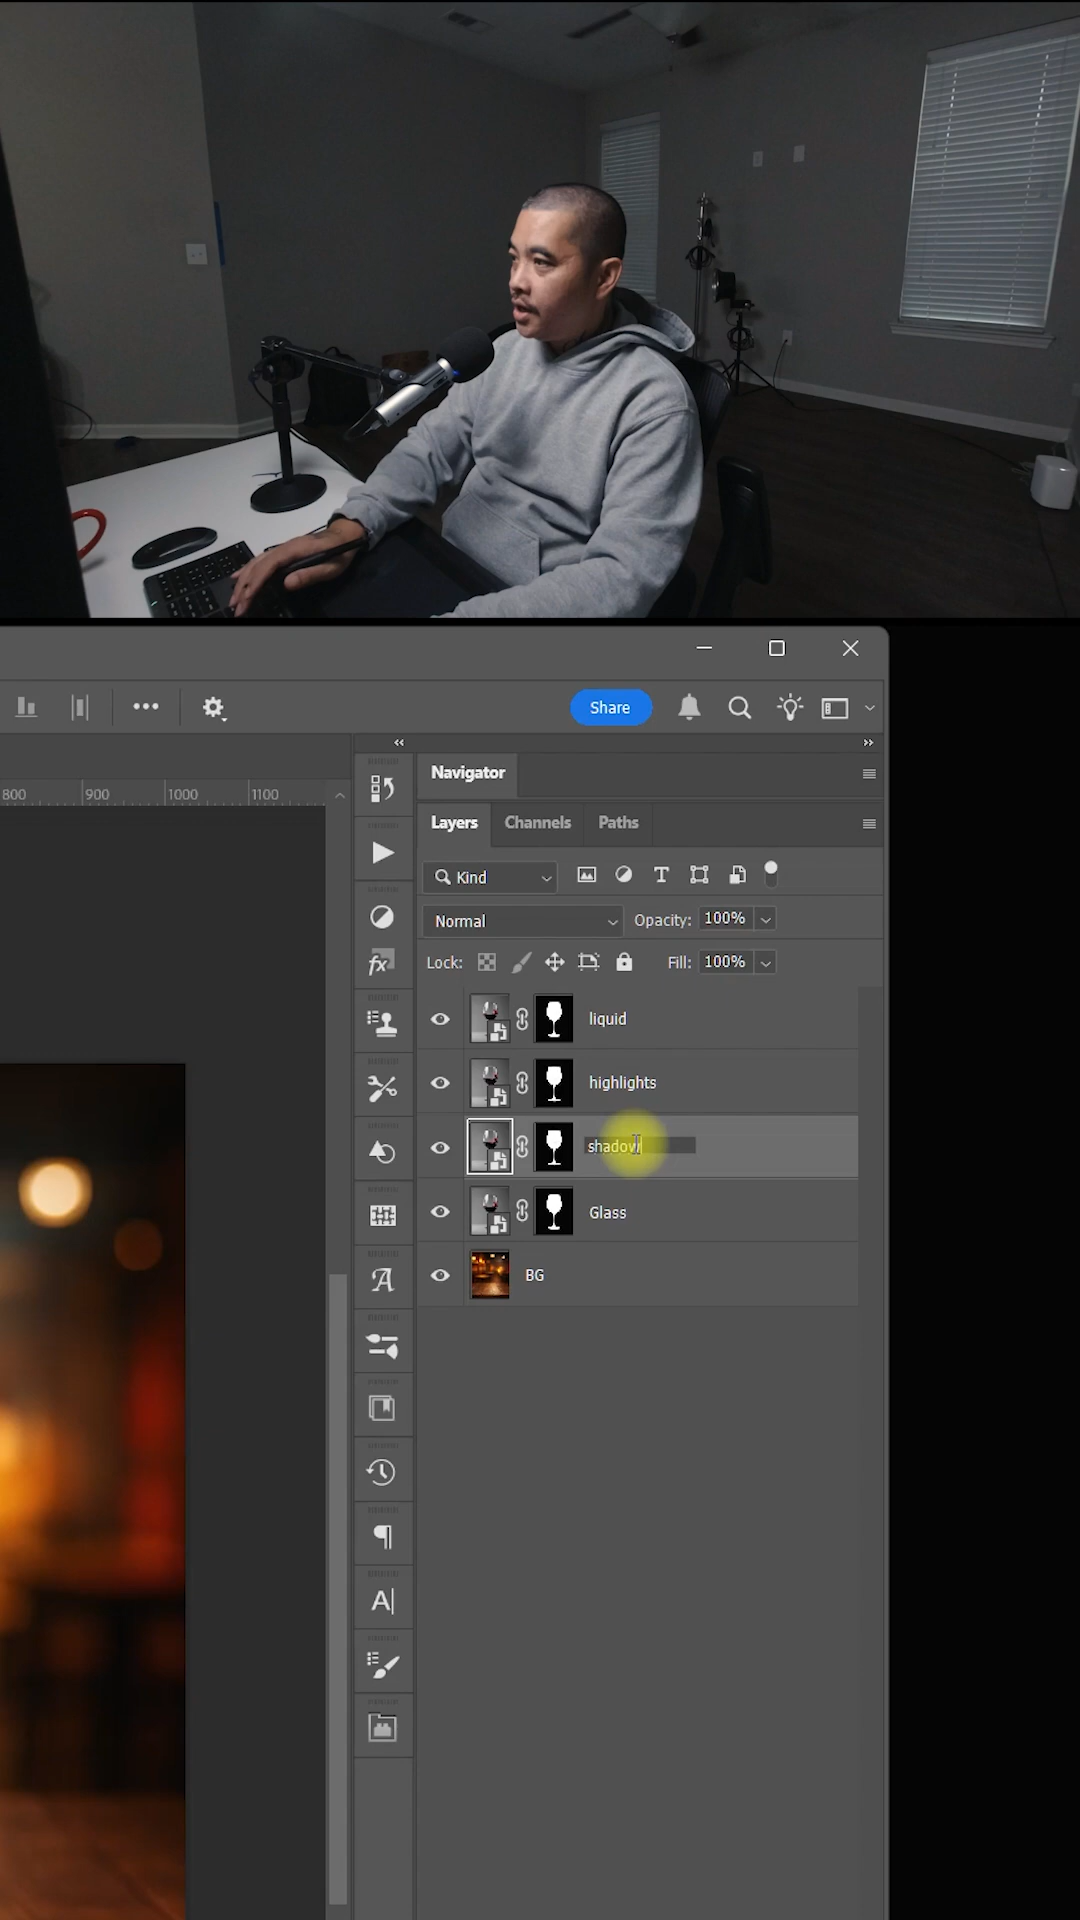 Share
800
900
1000
1100
Navigator
Layers
Channels
Paths
Kind
T
Normal
Opacity:
100%
Lock:
fx
Fill:
100%
liquid
highlights
shadow
Glass
BG
A
A|